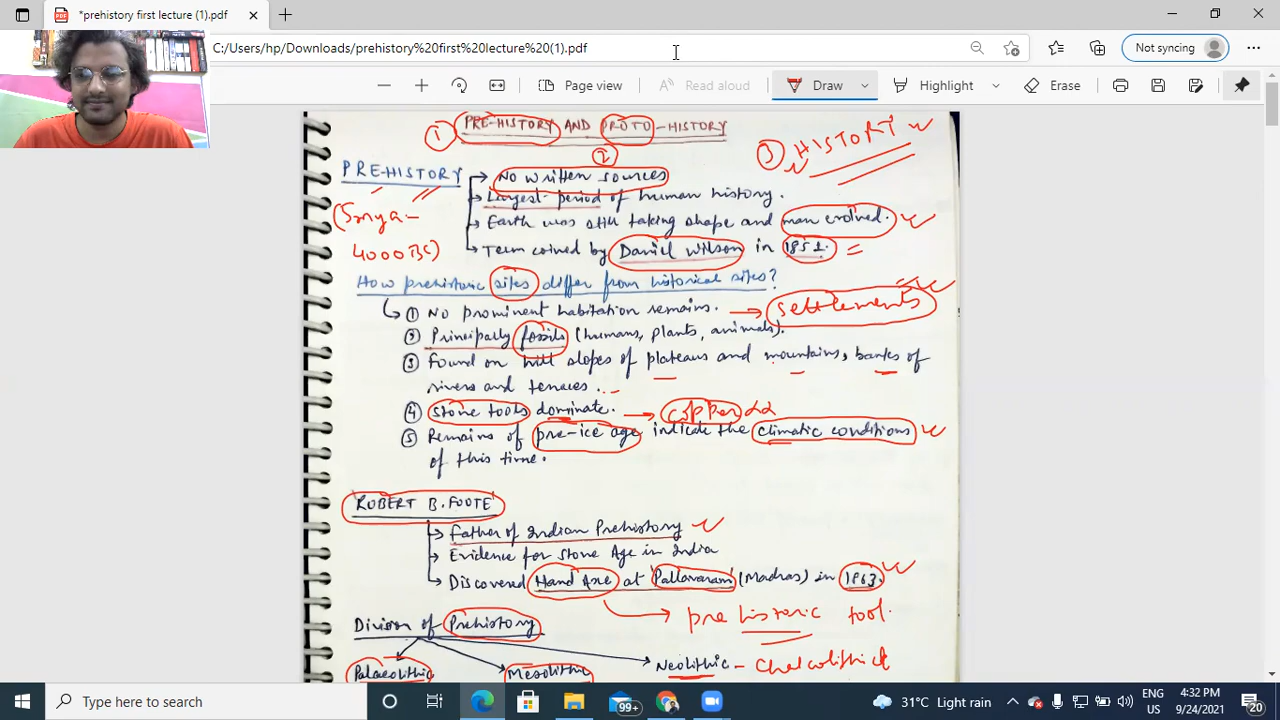 *prehistory first lecture (1).pdf
C:/Users/hp/Downloads/prehistory%20first%20lecture%20(1).pdf
Not syncing
Page view
Read aloud
Draw
Highlight
Erase
① PRE-HISTORY AND PROTO-HISTORY
②
③ HISTORY
PREHISTORY
No written sources
Largest period of human history.
Earth was still taking shape and man evolved.
Term coined by Daniel Wilson in 1851.
4000 BC)
How prehistoric sites differ from historical sites?
① No prominent habitation remains. → settlements
② Principally fossils (humans, plants, animals).
③ Found on hill slopes of plateaus and mountains, banks of
rivers and terraces.
④ Stone tools dominate. → copper
⑤ Remains of pre-ice age indicate the climatic conditions
of this time.
ROBERT B. FOOTE
Father of Indian Prehistory
Evidence for Stone Age in India
Discovered Hand Axe at 'Pallavaram' (Madras) in 1863.
pre historic tool.
Division of Prehistory
Palaeolithic
Mesolithic
Neolithic - Chalcolithic
Type here to search
99+
31°C Light rain
ENG
US
4:32 PM
9/24/2021
20